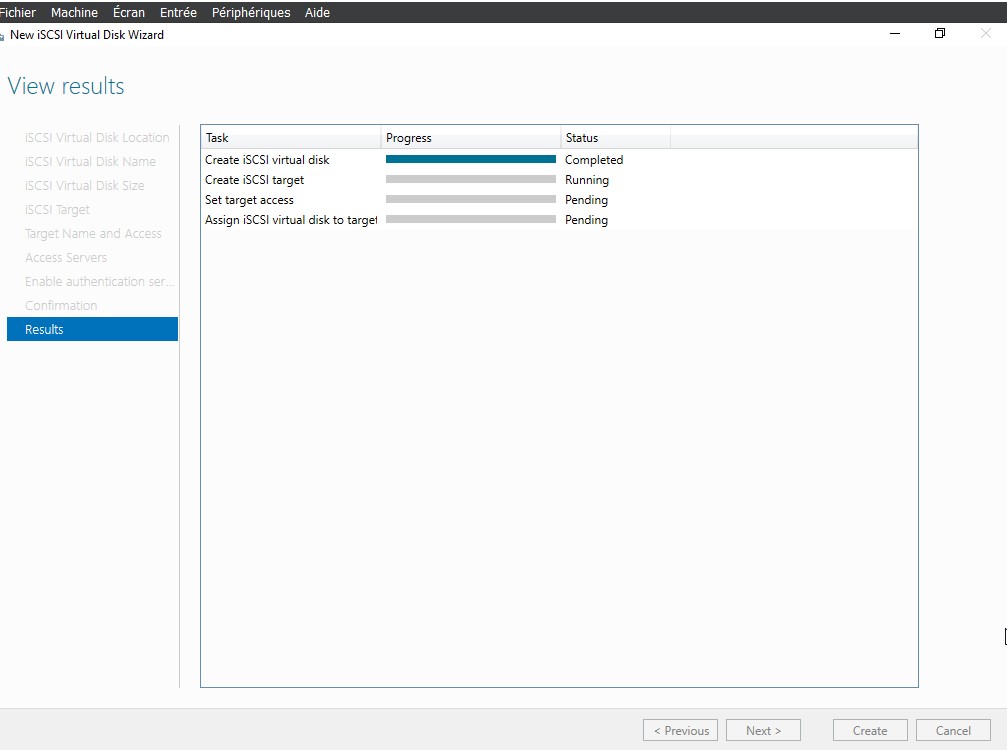 Fichier Machine Écran Entrée Périphériques Aide
New iSCSI Virtual Disk Wizard
View results
iSCSI Virtual Disk Location
iSCSI Virtual Disk Name
iSCSI Virtual Disk Size
iSCSI Target
Target Name and Access
Access Servers
Enable authentication ser...
Confirmation
Results
Task Progress Status
Create iSCSI virtual disk Completed
Create iSCSI target Running
Set target access Pending
Assign iSCSI virtual disk to target Pending
< Previous Next > Create Cancel